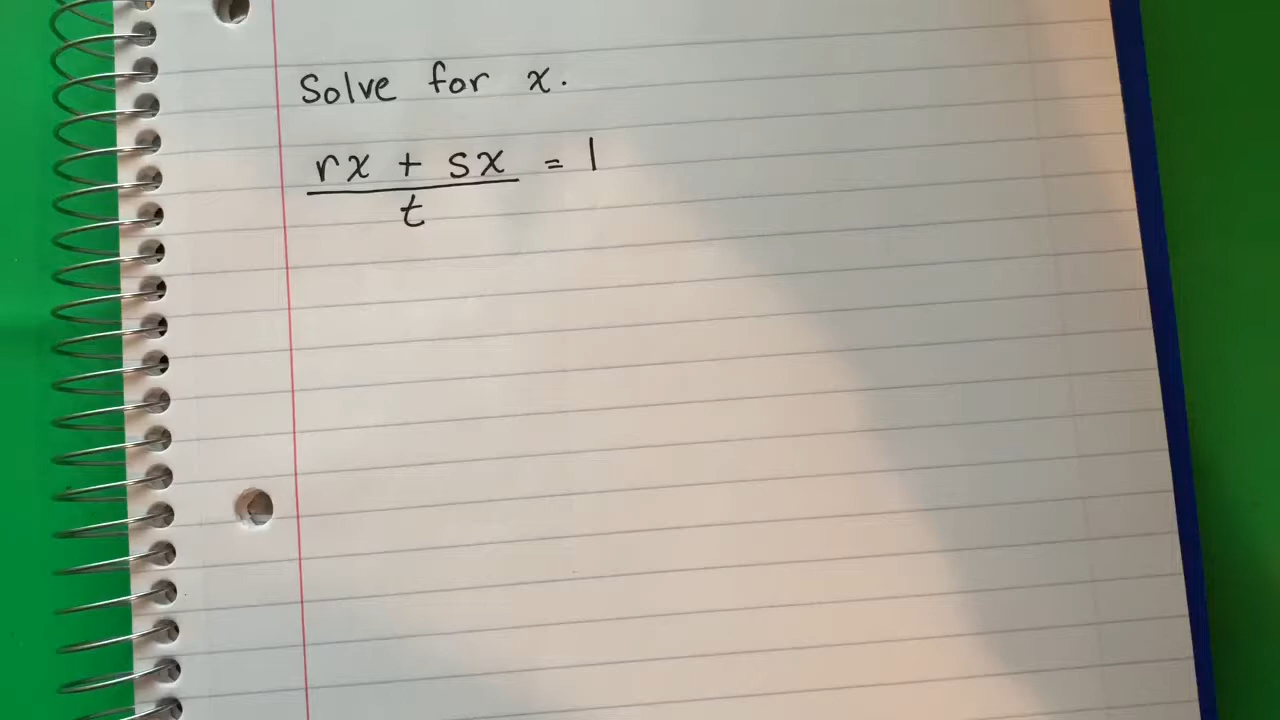 Solve for x.
rx + sx = 1
t